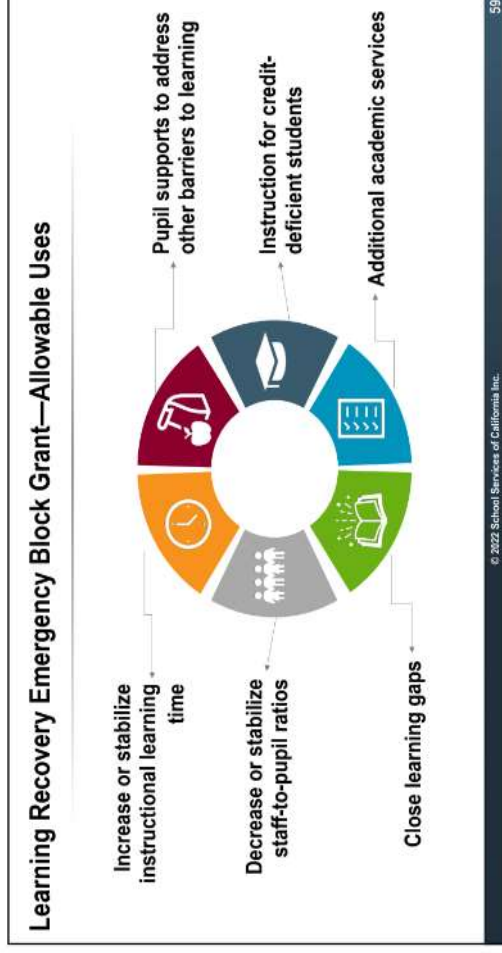 Learning Recovery Emergency Block Grant—Allowable Uses
Increase or stabilize
instructional learning
time
Pupil supports to address
other barriers to learning
Decrease or stabilize
staff-to-pupil ratios
Instruction for credit-
deficient students
Close learning gaps
Additional academic services
© 2022 School Services of California Inc.
59